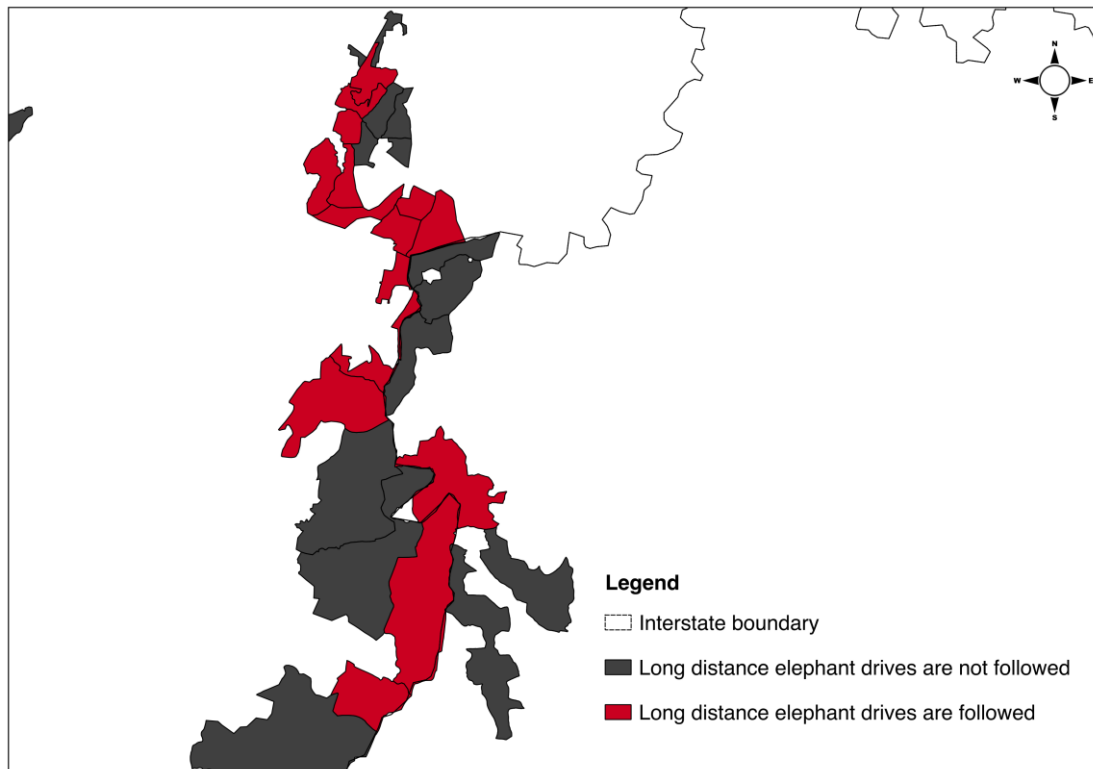 N
W E
S
Legend
Interstate boundary
Long distance elephant drives are not followed
Long distance elephant drives are followed